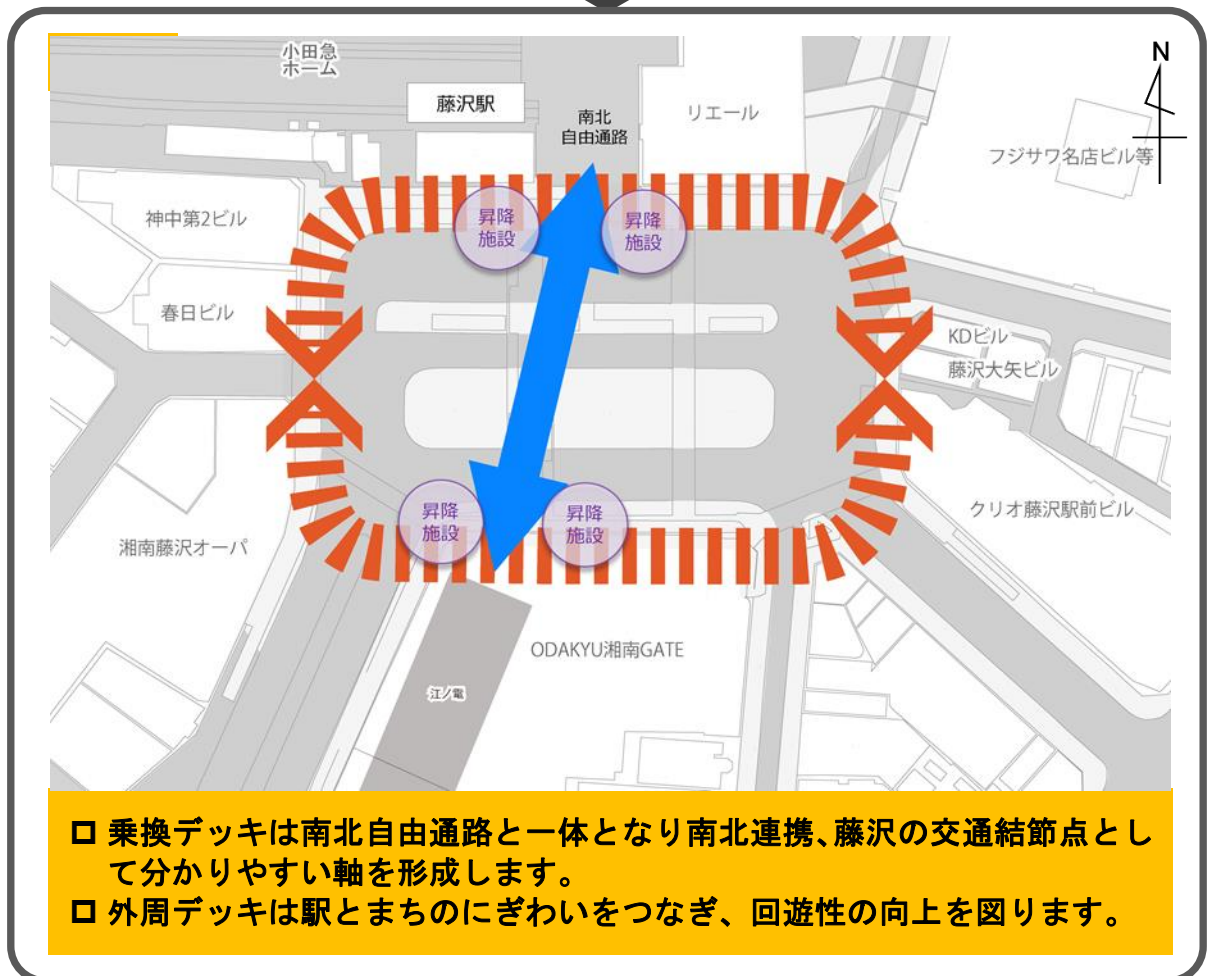 小田急
ホーム
N
藤沢駅
南北
自由通路
リエール
フジサワ名店ビル等
神中第2ビル
昇降
施設
昇降
施設
春日ビル
KDビル
藤沢大矢ビル
昇降
施設
昇降
施設
クリオ藤沢駅前ビル
湘南藤沢オーパ
ODAKYU湘南GATE
江ノ電
乗換デッキは南北自由通路と一体となり南北連携、藤沢の交通結節点とし
て分かりやすい軸を形成します。
外周デッキは駅とまちのにぎわいをつなぎ、回遊性の向上を図ります。